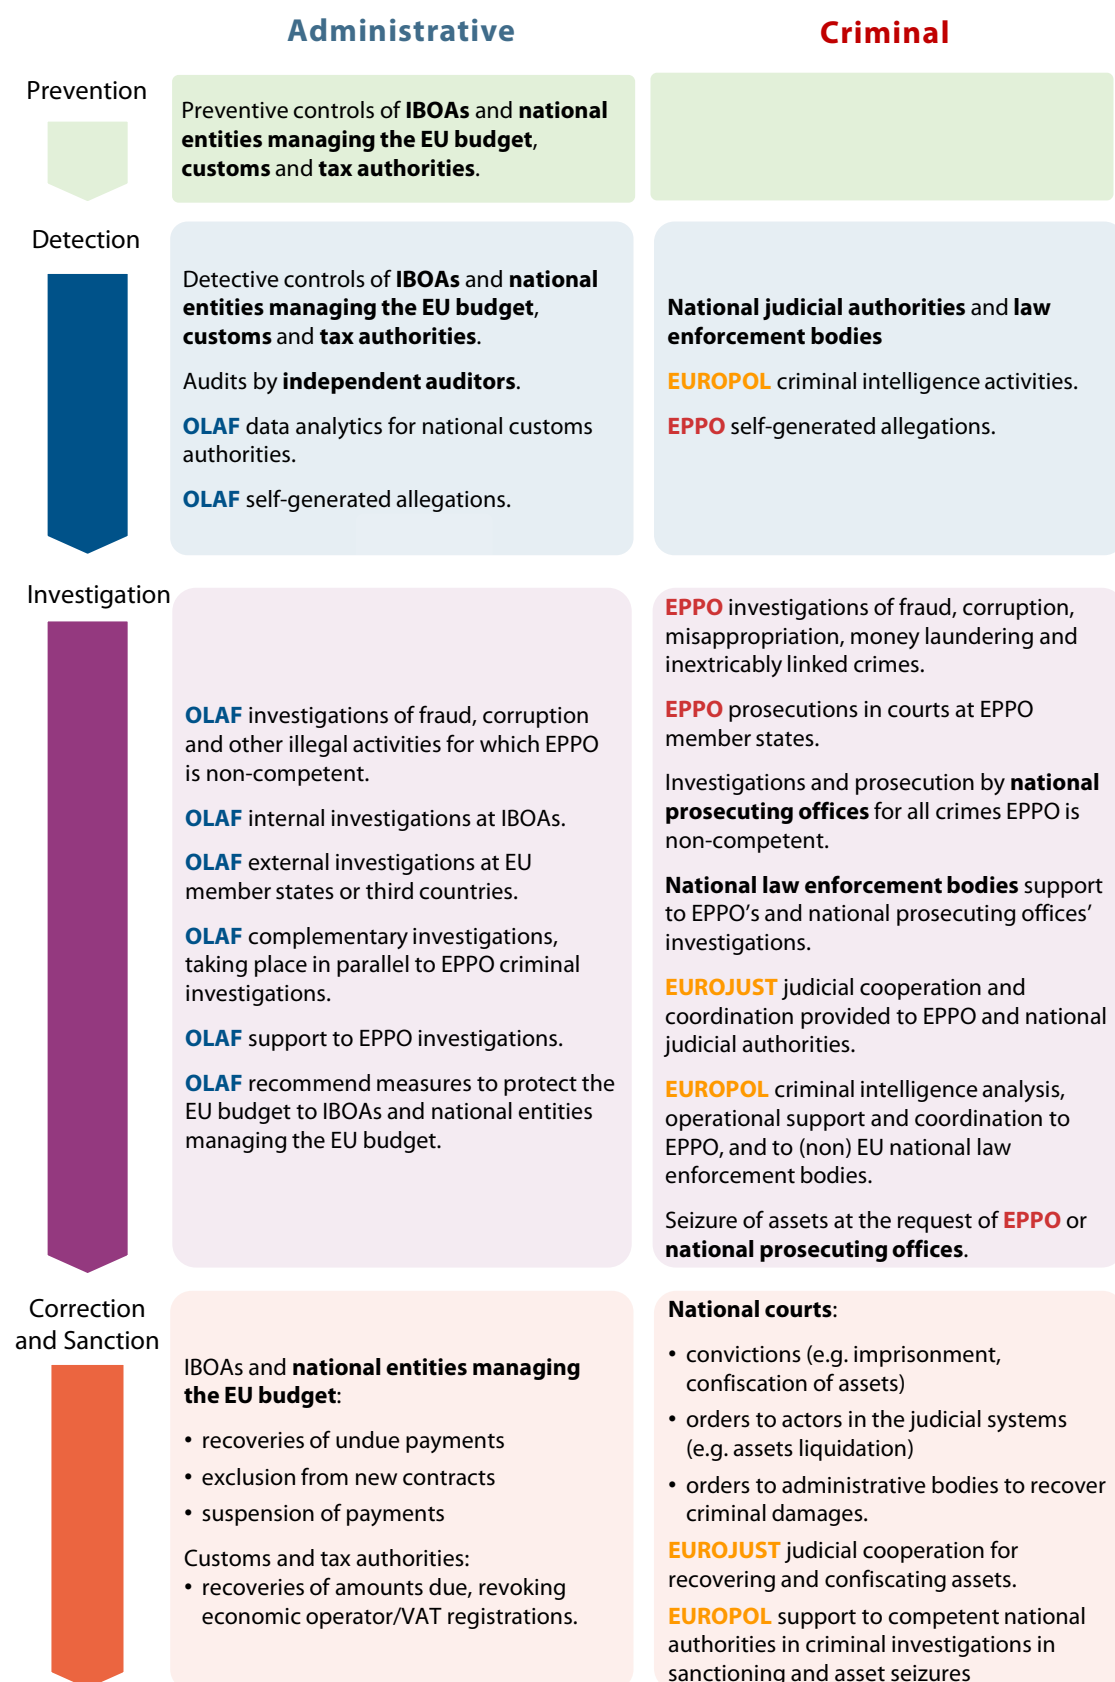 Administrative
Criminal
Prevention
Preventive controls of IBOAs and national
entities managing the EU budget,
customs and tax authorities.
Detection
Detective controls of IBOAs and national
entities managing the EU budget,
customs and tax authorities.
Audits by independent auditors.
OLAF data analytics for national customs
authorities.
OLAF self-generated allegations.
National judicial authorities and law
enforcement bodies
EUROPOL criminal intelligence activities.
EPPO self-generated allegations.
Investigation
OLAF investigations of fraud, corruption
and other illegal activities for which EPPO
is non-competent.
OLAF internal investigations at IBOAs.
OLAF external investigations at EU
member states or third countries.
OLAF complementary investigations,
taking place in parallel to EPPO criminal
investigations.
OLAF support to EPPO investigations.
OLAF recommend measures to protect the
EU budget to IBOAs and national entities
managing the EU budget.
EPPO investigations of fraud, corruption,
misappropriation, money laundering and
inextricably linked crimes.
EPPO prosecutions in courts at EPPO
member states.
Investigations and prosecution by national
prosecuting offices for all crimes EPPO is
non-competent.
National law enforcement bodies support
to EPPO’s and national prosecuting offices’
investigations.
EUROJUST judicial cooperation and
coordination provided to EPPO and national
judicial authorities.
EUROPOL criminal intelligence analysis,
operational support and coordination to
EPPO, and to (non) EU national law
enforcement bodies.
Seizure of assets at the request of EPPO or
national prosecuting offices.
Correction
and Sanction
IBOAs and national entities managing
the EU budget:
• recoveries of undue payments
• exclusion from new contracts
• suspension of payments
Customs and tax authorities:
• recoveries of amounts due, revoking
economic operator/VAT registrations.
National courts:
• convictions (e.g. imprisonment,
confiscation of assets)
• orders to actors in the judicial systems
(e.g. assets liquidation)
• orders to administrative bodies to recover
criminal damages.
EUROJUST judicial cooperation for
recovering and confiscating assets.
EUROPOL support to competent national
authorities in criminal investigations in
sanctioning and asset seizures